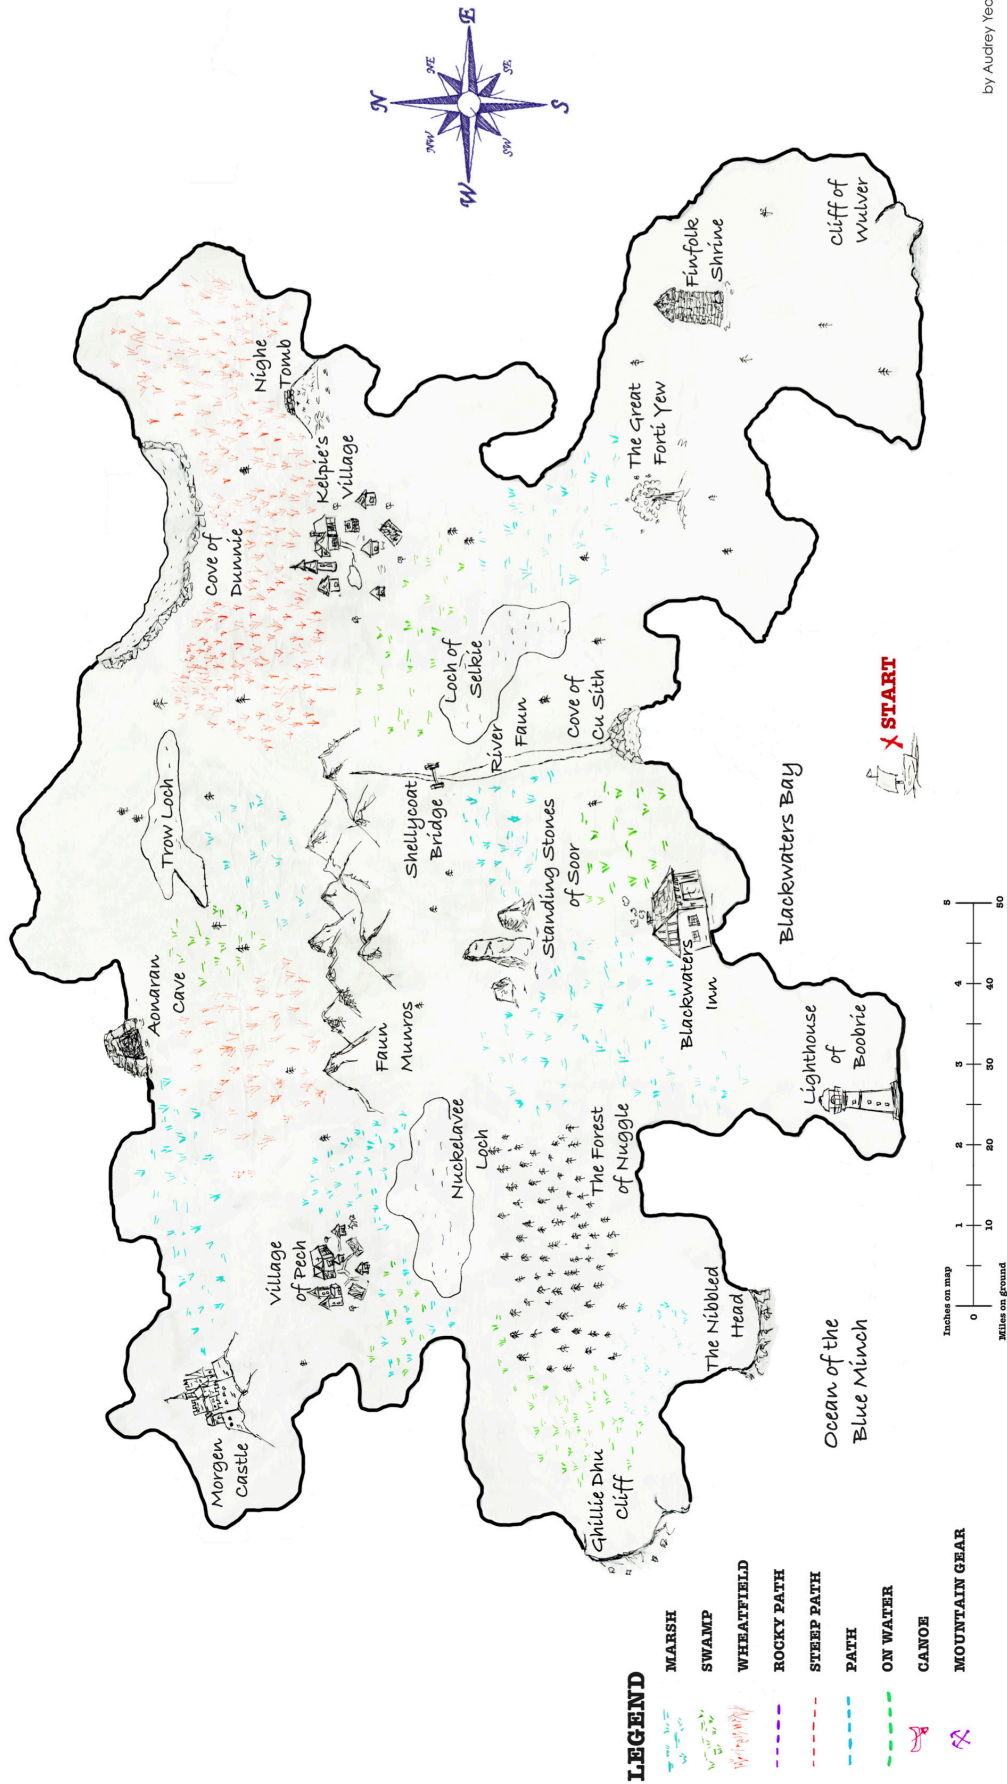 N
NE
E
SE
S
SW
W
NW
Morgen
Castle
Aonaran
Cave
Trow Loch
Cove of
Dunnie
Nighe
Tomb
Village
of Pech
Faun
Munros
Kelpie's
Village
Nuckelavee
Loch
Shellycoat
Bridge
River
Faun
Loch of
Selkie
Standing Stones
of Soor
Cove of
Cu Sith
The Great
Forti Yew
Finfolk
Shrine
Ghillie Dhu
Cliff
The Forest
of Nuggle
Blackwaters
Inn
The Nibbled
Head
Lighthouse
of
Boobrie
Blackwaters Bay
Cliff of
Wulver
X START
Ocean of the
Blue Minch
LEGEND
MARSH
SWAMP
WHEATFIELD
ROCKY PATH
STEEP PATH
PATH
ON WATER
CANOE
MOUNTAIN GEAR
Inches on map
1 2 3 4 5
0
10 20 30 40 50
Miles on ground
by Audrey Yeo